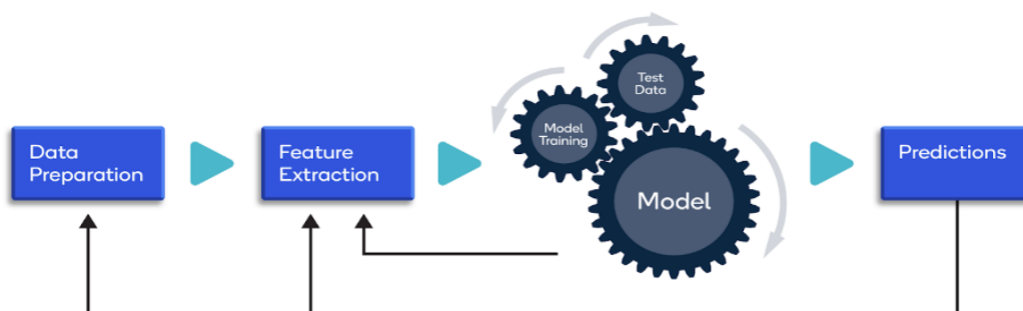 Data
Preparation
Feature
Extraction
Model
Training
Test
Data
Model
Predictions